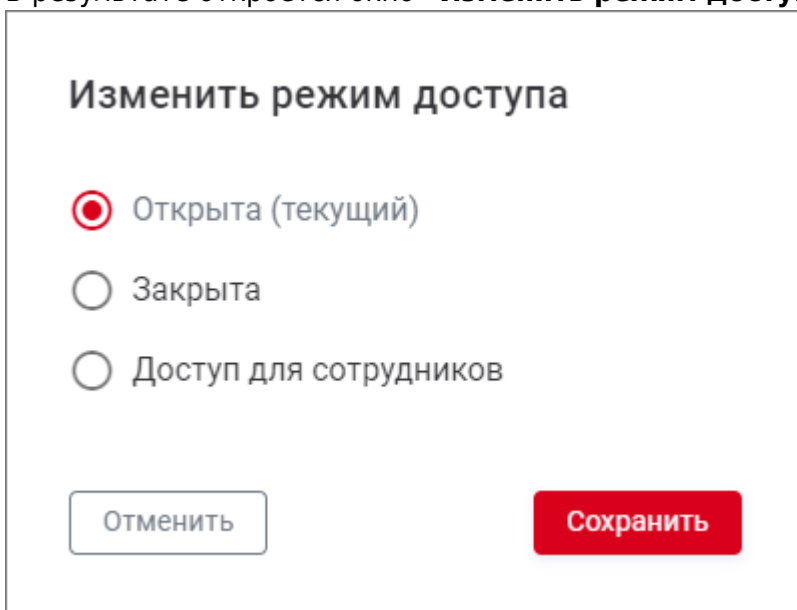 Изменить режим доступа
Открыта (текущий)
Закрыта
Доступ для сотрудников
Отменить
Сохранить